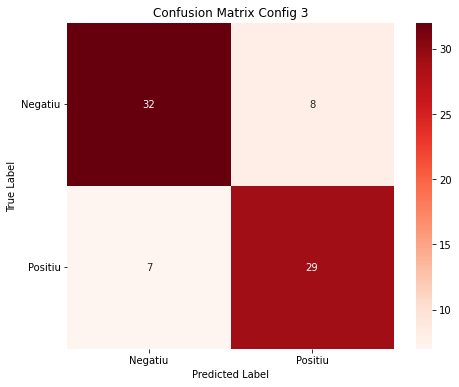 Confusion Matrix Config 3
True Label
Negatiu
32
8
Positiu
7
29
Negatiu
Positiu
Predicted Label
30
25
20
15
10